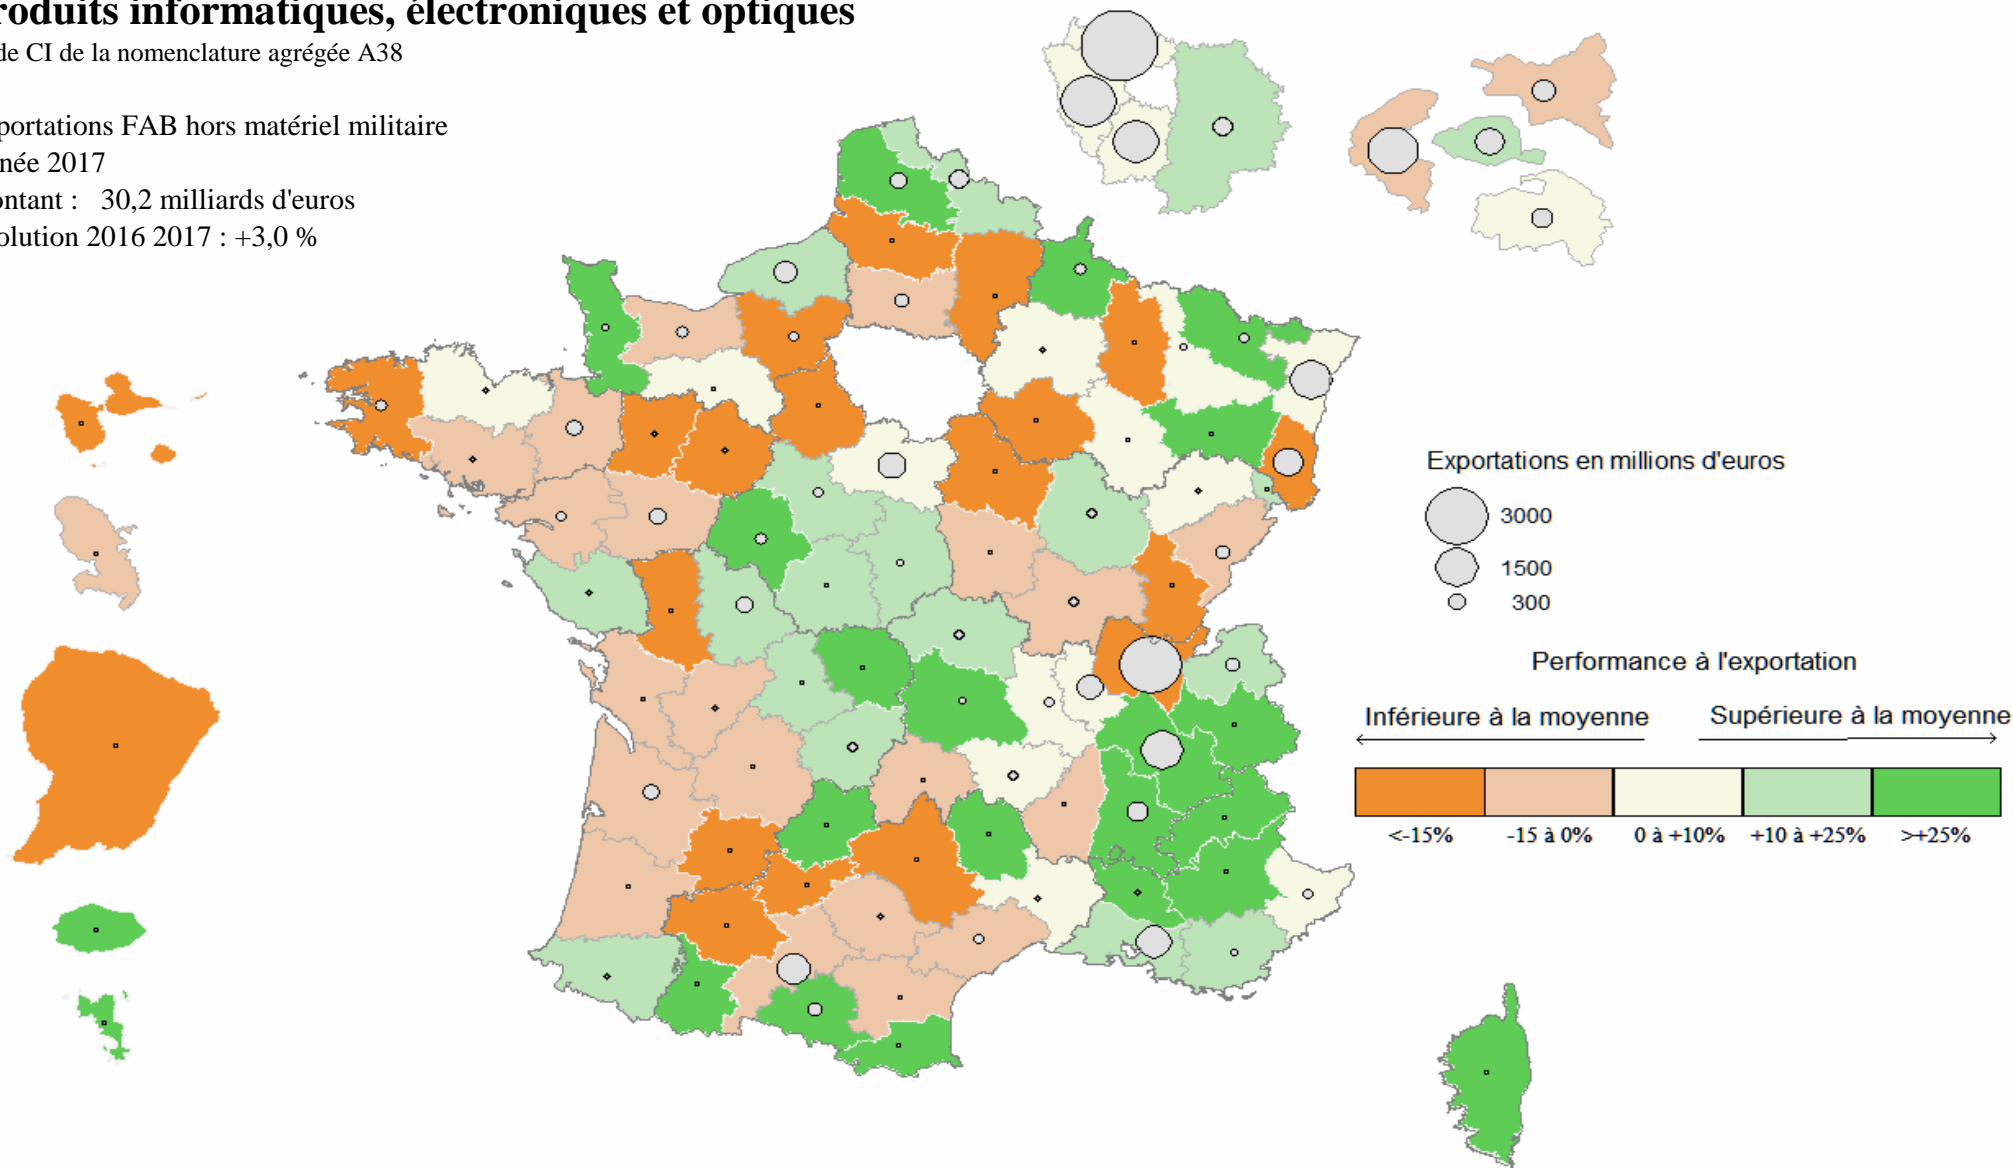 roduits informatiques, électroniques et optiques
de CI de la nomenclature agrégée A38
portations FAB hors matériel militaire
née 2017
ontant : 30,2 milliards d'euros
olution 2016 2017 : +3,0 %
Exportations en millions d'euros
3000
1500
300
Performance à l'exportation
Inférieure à la moyenne Supérieure à la moyenne
<-15% -15 à 0% 0 à +10% +10 à +25% >+25%